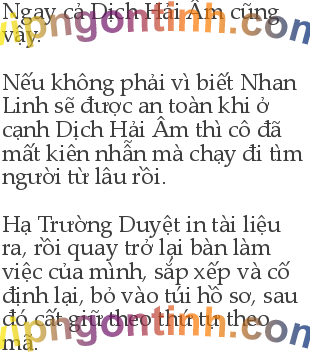 Ngay cả Dịch Hải Âm cũng
vậy.
Nếu không phải vì biết Nhan
Linh sẽ được an toàn khi ở
cạnh Dịch Hải Âm thì cô đã
mất kiên nhẫn mà chạy đi tìm
người từ lâu rồi.
Hạ Trường Duyệt in tài liệu
ra, rồi quay trở lại bàn làm
việc của mình, sắp xếp và cố
định lại, bỏ vào túi hồ sơ, sau
đó cất giữ theo thứ tự theo
mã.
vipngontinh.com
vipngontinh.com